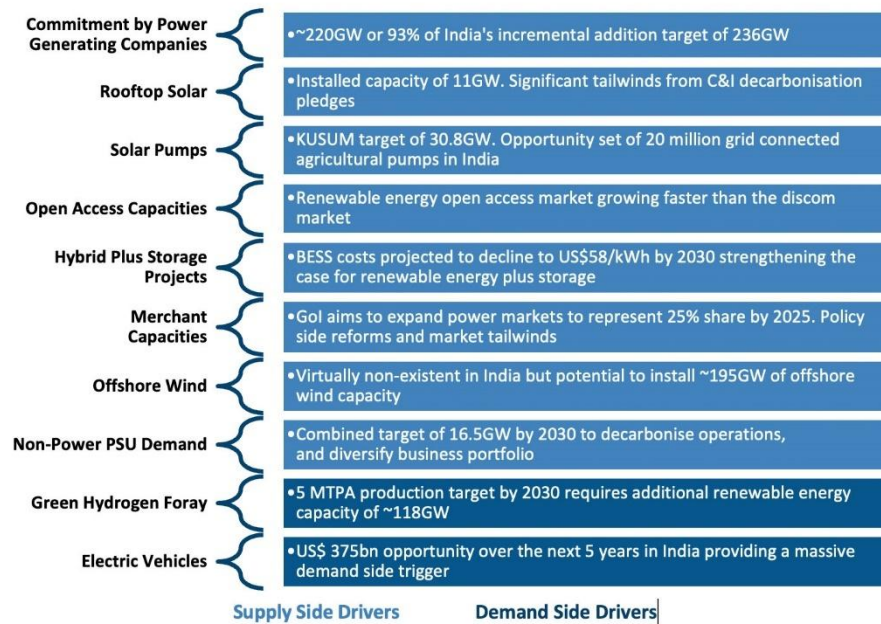 Commitment by Power
Generating Companies
•~220GW or 93% of India's incremental addition target of 236GW
Rooftop Solar
•Installed capacity of 11GW. Significant tailwinds from C&I decarbonisation
pledges
Solar Pumps
•KUSUM target of 30.8GW. Opportunity set of 20 million grid connected
agricultural pumps in India
Open Access Capacities
•Renewable energy open access market growing faster than the discom
market
Hybrid Plus Storage
Projects
•BESS costs projected to decline to US$58/kWh by 2030 strengthening the
case for renewable energy plus storage
Merchant
Capacities
•GoI aims to expand power markets to represent 25% share by 2025. Policy
side reforms and market tailwinds
Offshore Wind
•Virtually non-existent in India but potential to install ~195GW of offshore
wind capacity
Non-Power PSU Demand
•Combined target of 16.5GW by 2030 to decarbonise operations,
and diversify business portfolio
Green Hydrogen Foray
•5 MTPA production target by 2030 requires additional renewable energy
capacity of ~118GW
Electric Vehicles
•US$ 375bn opportunity over the next 5 years in India providing a massive
demand side trigger
Supply Side Drivers
Demand Side Drivers